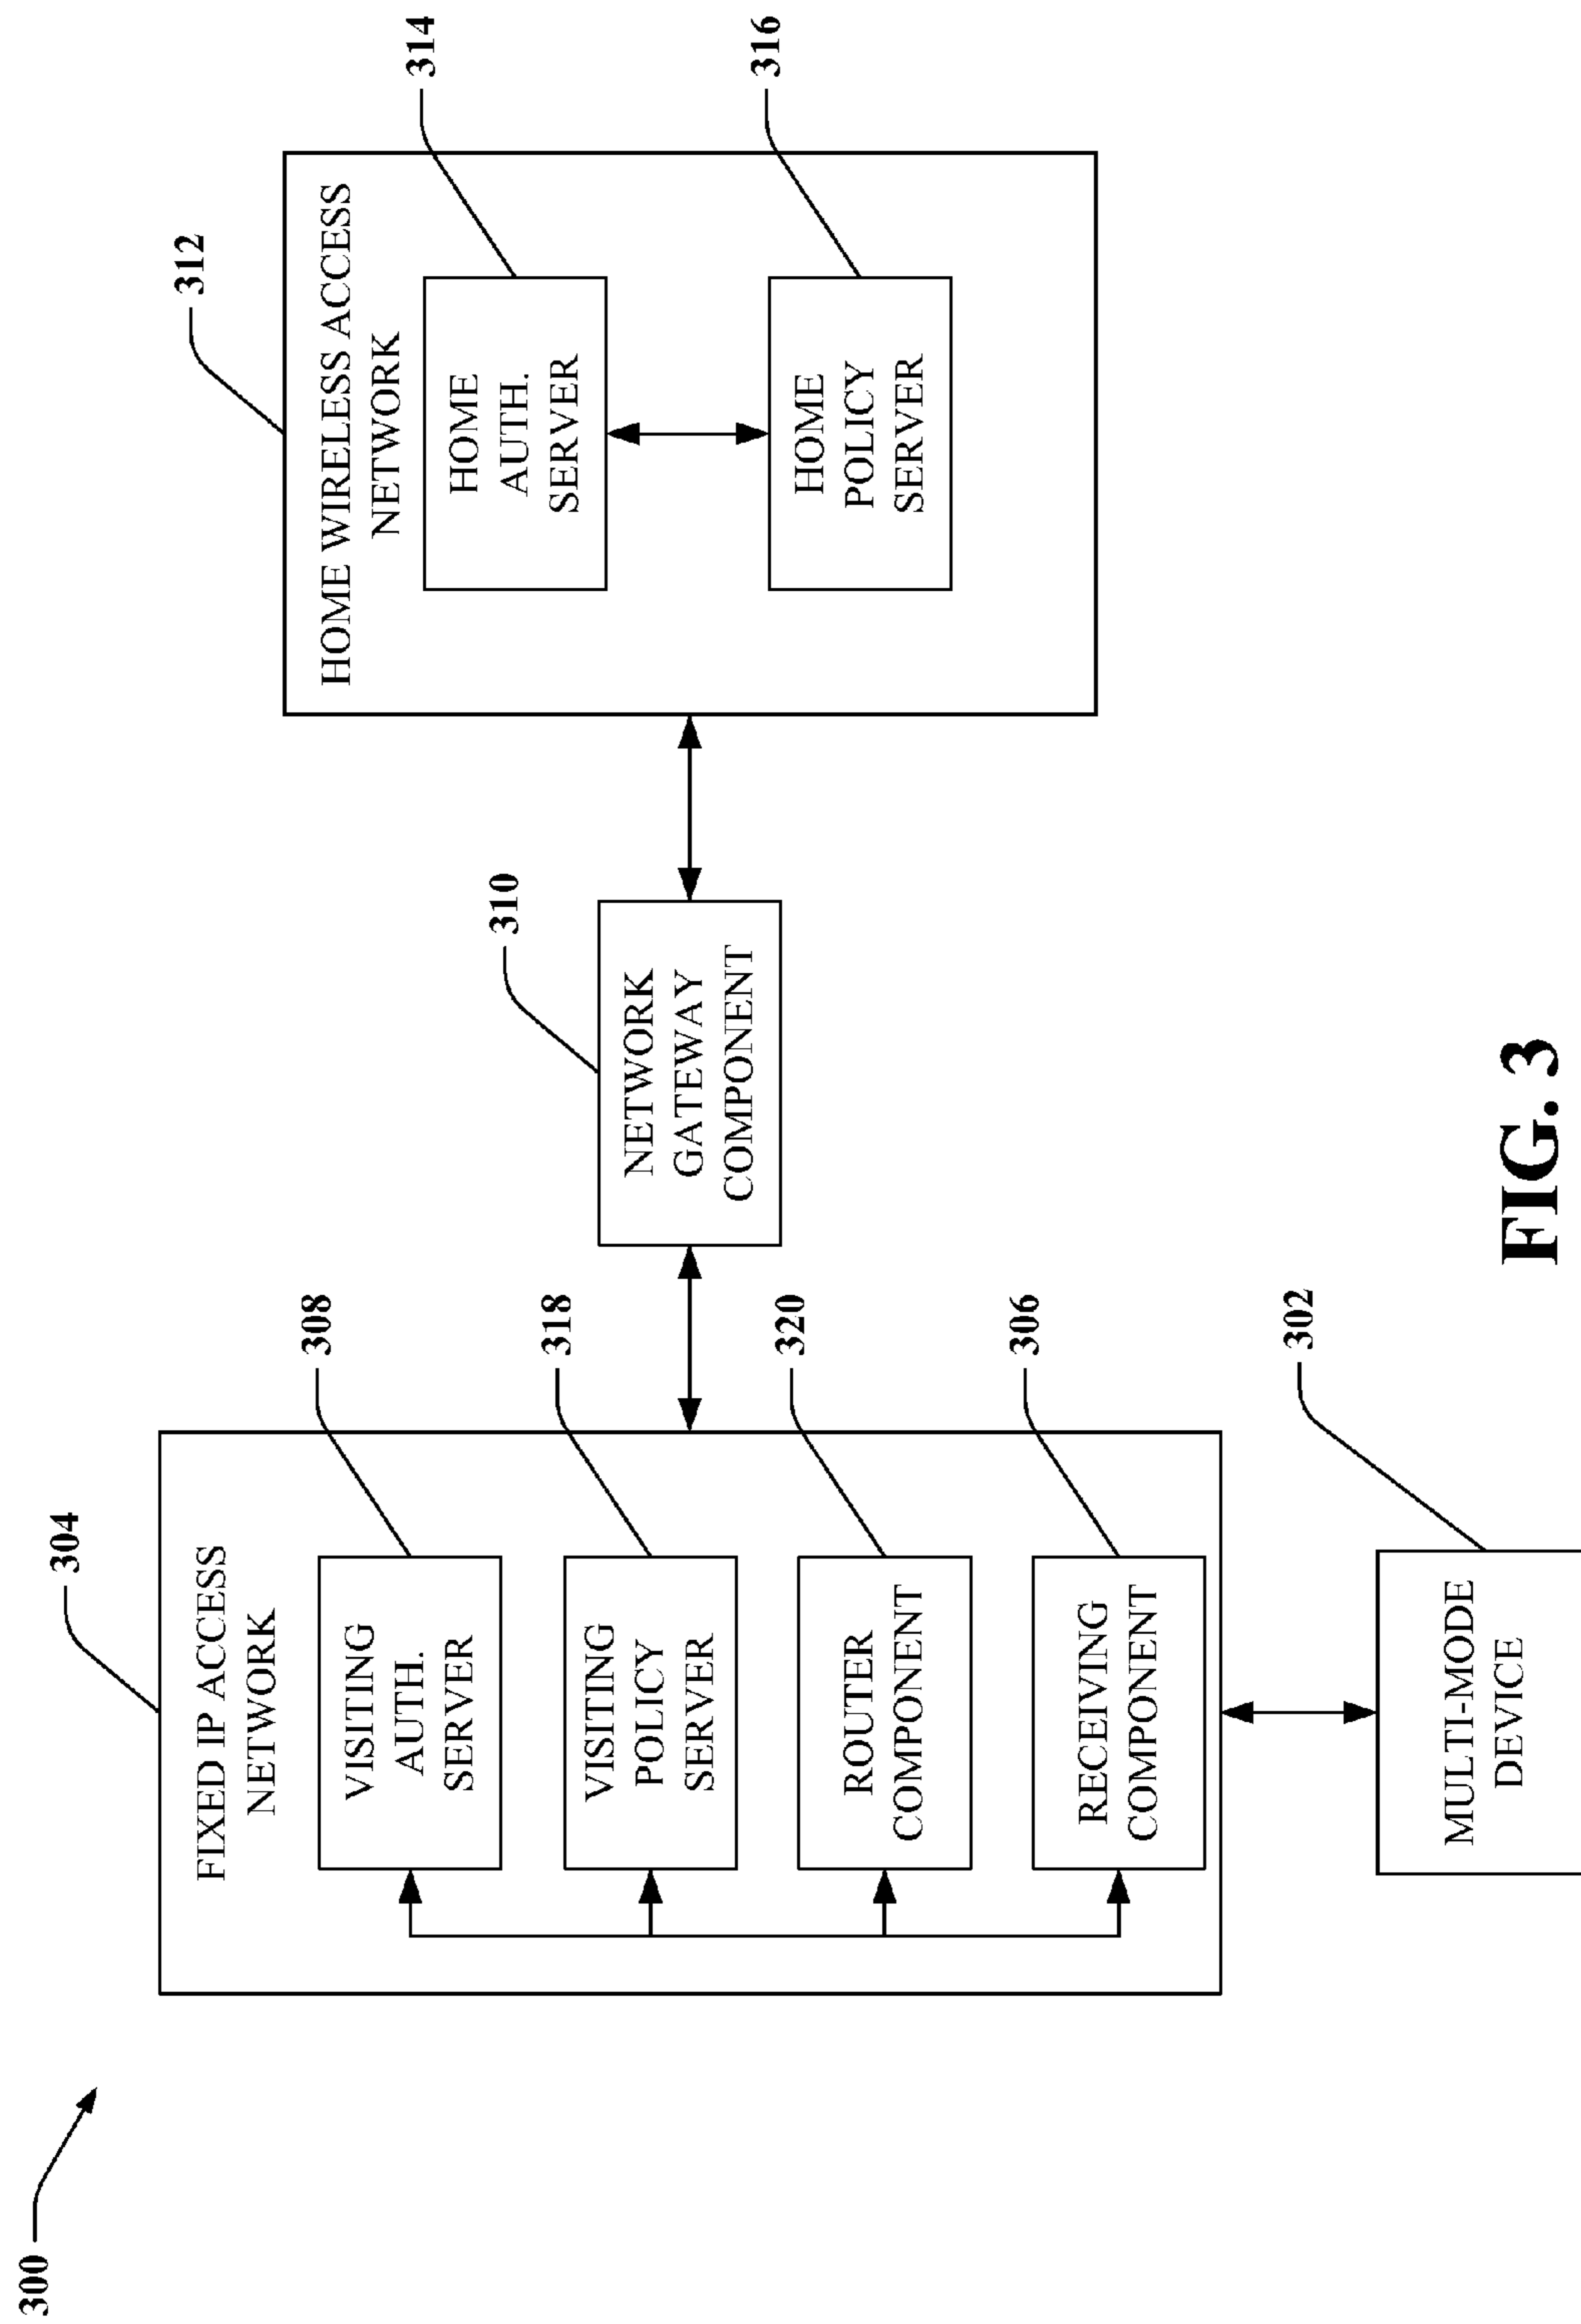 300
304
FIXED IP ACCESS
NETWORK
308
VISITING
AUTH.
SERVER
318
VISITING
POLICY
SERVER
320
ROUTER
COMPONENT
306
RECEIVING
COMPONENT
302
MULTI-MODE
DEVICE
310
NETWORK
GATEWAY
COMPONENT
312
HOME WIRELESS ACCESS
NETWORK
314
HOME
AUTH.
SERVER
316
HOME
POLICY
SERVER
FIG. 3